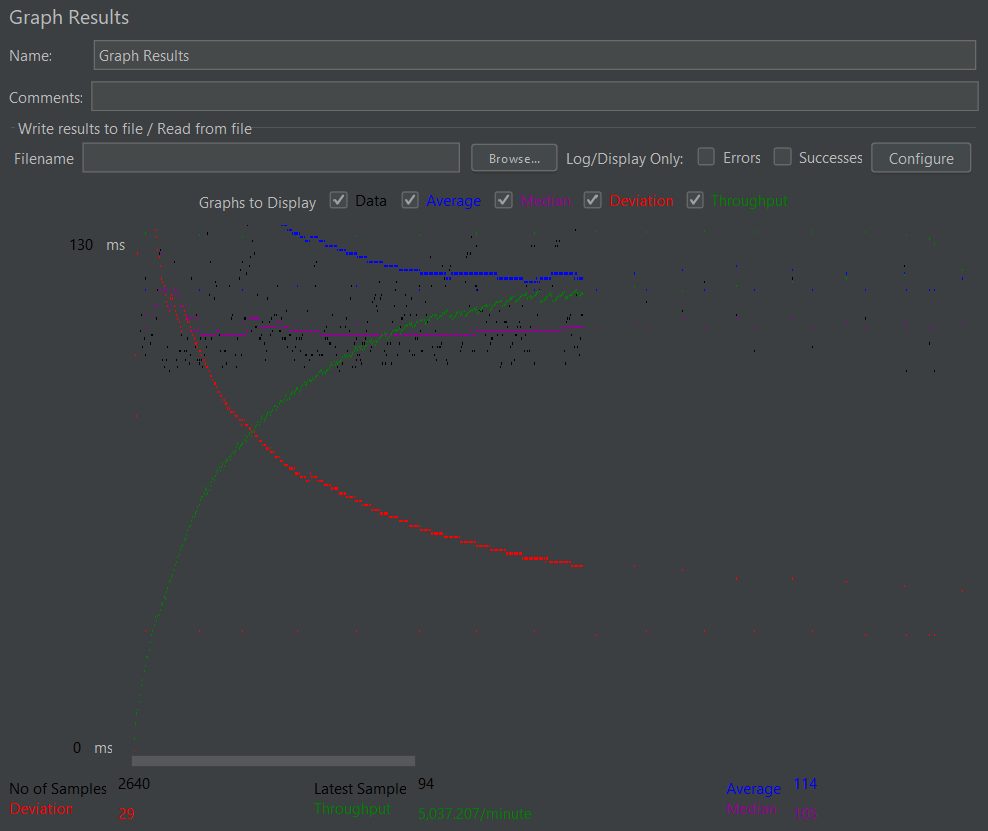 Graph Results
Name: Graph Results
Comments:
Write results to file / Read from file
Filename Browse... Log/Display Only: Errors Successes Configure
Graphs to Display Data Average Median Deviation Throughput
130 ms
0 ms
No of Samples 2640 Latest Sample 94 Average 114
Deviation 29 Throughput 5,037.207/minute Median 105